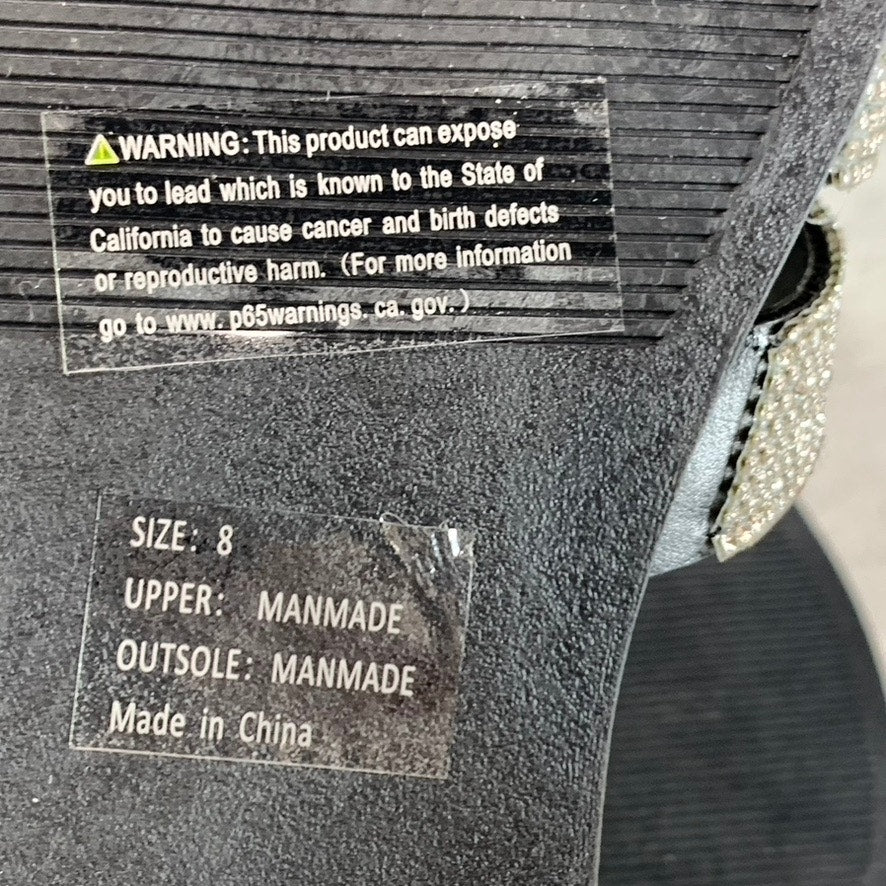 WARNING: This product can expose
you to lead which is known to the State of
California to cause cancer and birth defects
or reproductive harm. (For more information
go to www.p65warnings.ca.gov.)
SIZE: 8
UPPER: MANMADE
OUTSOLE: MANMADE
Made in China